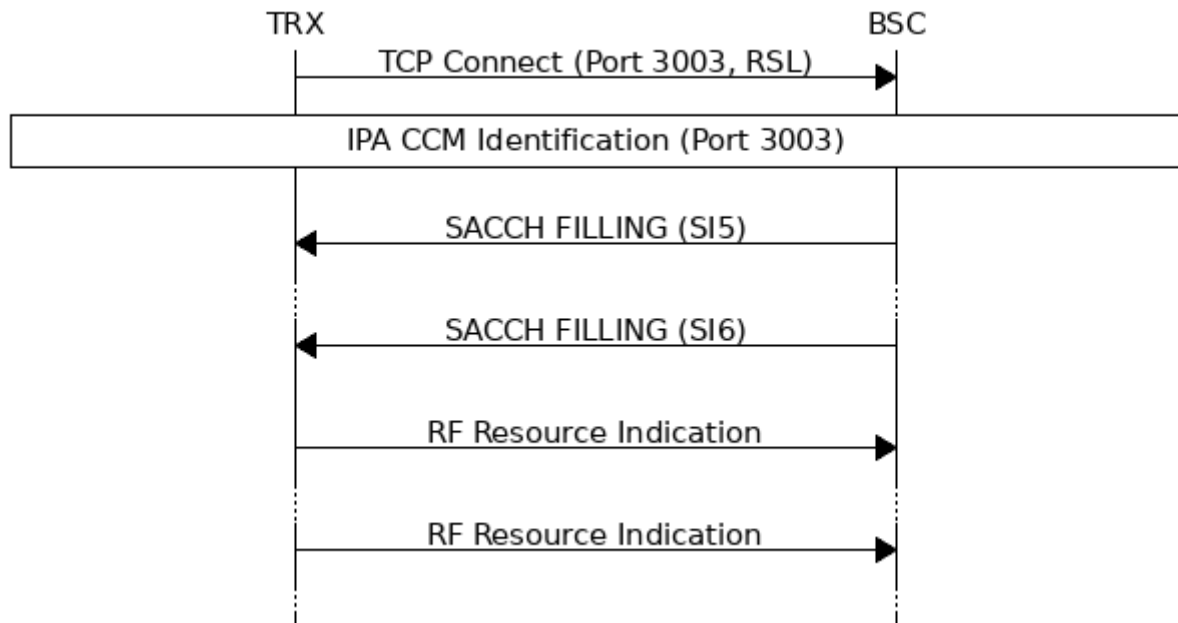 TRX
BSC
TCP Connect (Port 3003, RSL)
IPA CCM Identification (Port 3003)
SACCH FILLING (SI5)
SACCH FILLING (SI6)
RF Resource Indication
RF Resource Indication